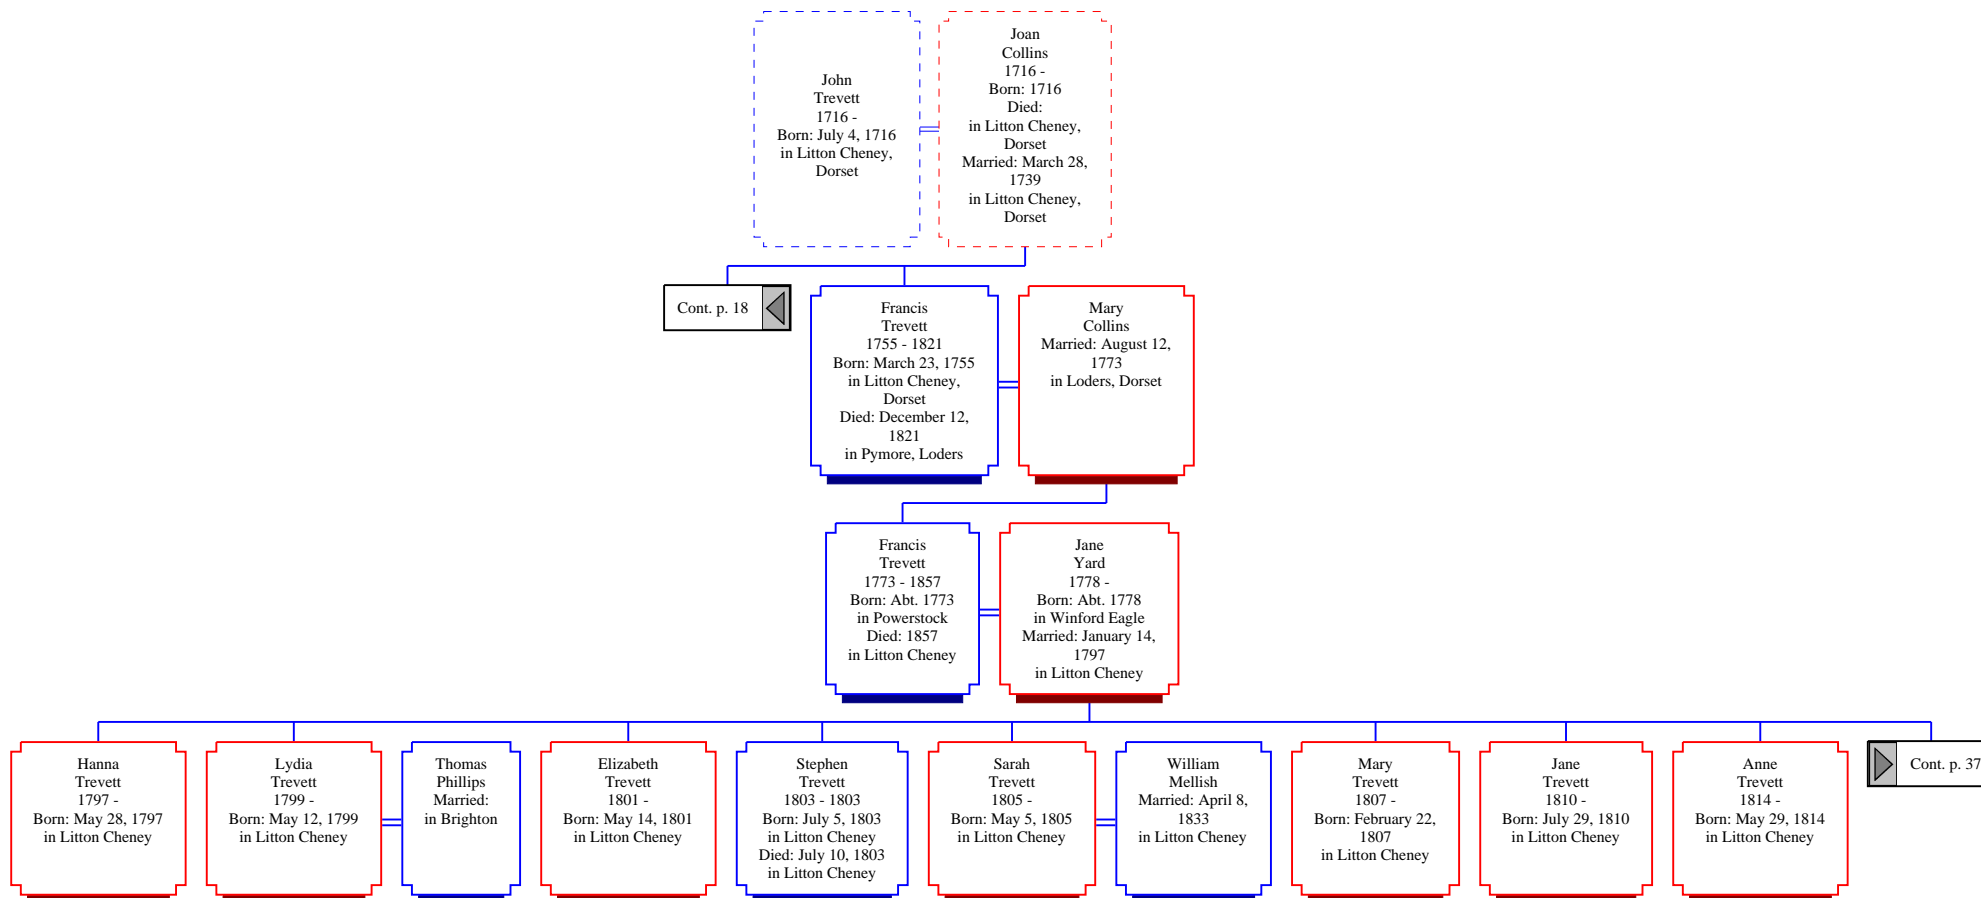 John
Trevett
1716 -
Born: July 4, 1716
in Litton Cheney,
Dorset
Joan
Collins
1716 -
Born: 1716
Died:
in Litton Cheney,
Dorset
Married: March 28,
1739
in Litton Cheney,
Dorset
Cont. p. 18
Francis
Trevett
1755 - 1821
Born: March 23, 1755
in Litton Cheney,
Dorset
Died: December 12,
1821
in Pymore, Loders
Mary
Collins
Married: August 12,
1773
in Loders, Dorset
Francis
Trevett
1773 - 1857
Born: Abt. 1773
in Powerstock
Died: 1857
in Litton Cheney
Jane
Yard
1778 -
Born: Abt. 1778
in Winford Eagle
Married: January 14,
1797
in Litton Cheney
Hanna
Trevett
1797 -
Born: May 28, 1797
in Litton Cheney
Lydia
Trevett
1799 -
Born: May 12, 1799
in Litton Cheney
Thomas
Phillips
Married:
in Brighton
Elizabeth
Trevett
1801 -
Born: May 14, 1801
in Litton Cheney
Stephen
Trevett
1803 - 1803
Born: July 5, 1803
in Litton Cheney
Died: July 10, 1803
in Litton Cheney
Sarah
Trevett
1805 -
Born: May 5, 1805
in Litton Cheney
William
Mellish
Married: April 8,
1833
in Litton Cheney
Mary
Trevett
1807 -
Born: February 22,
1807
in Litton Cheney
Jane
Trevett
1810 -
Born: July 29, 1810
in Litton Cheney
Anne
Trevett
1814 -
Born: May 29, 1814
in Litton Cheney
Cont. p. 37